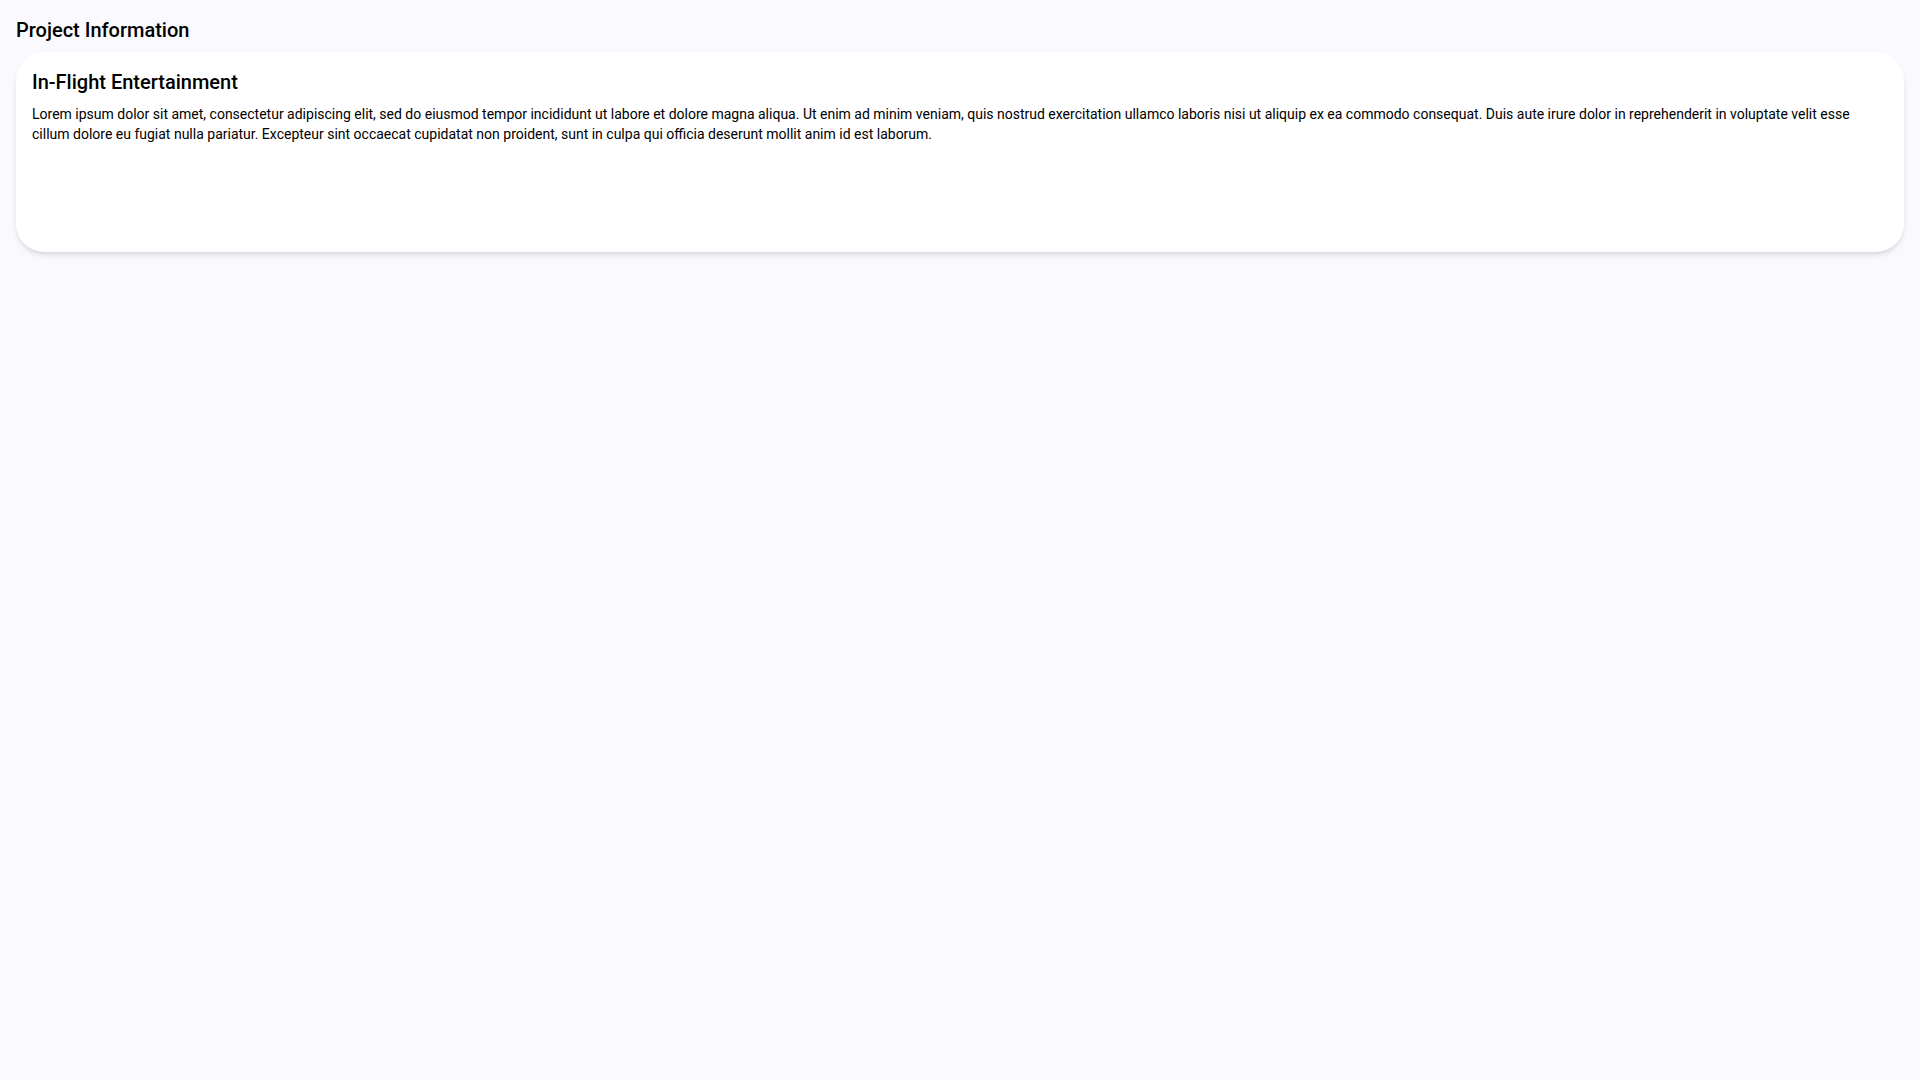 Project Information
In-Flight Entertainment
Lorem ipsum dolor sit amet, consectetur adipiscing elit, sed do eiusmod tempor incididunt ut labore et dolore magna aliqua. Ut enim ad minim veniam, quis nostrud exercitation ullamco laboris nisi ut aliquip ex ea commodo consequat. Duis aute irure dolor in reprehenderit in voluptate velit esse
cillum dolore eu fugiat nulla pariatur. Excepteur sint occaecat cupidatat non proident, sunt in culpa qui officia deserunt mollit anim id est laborum.